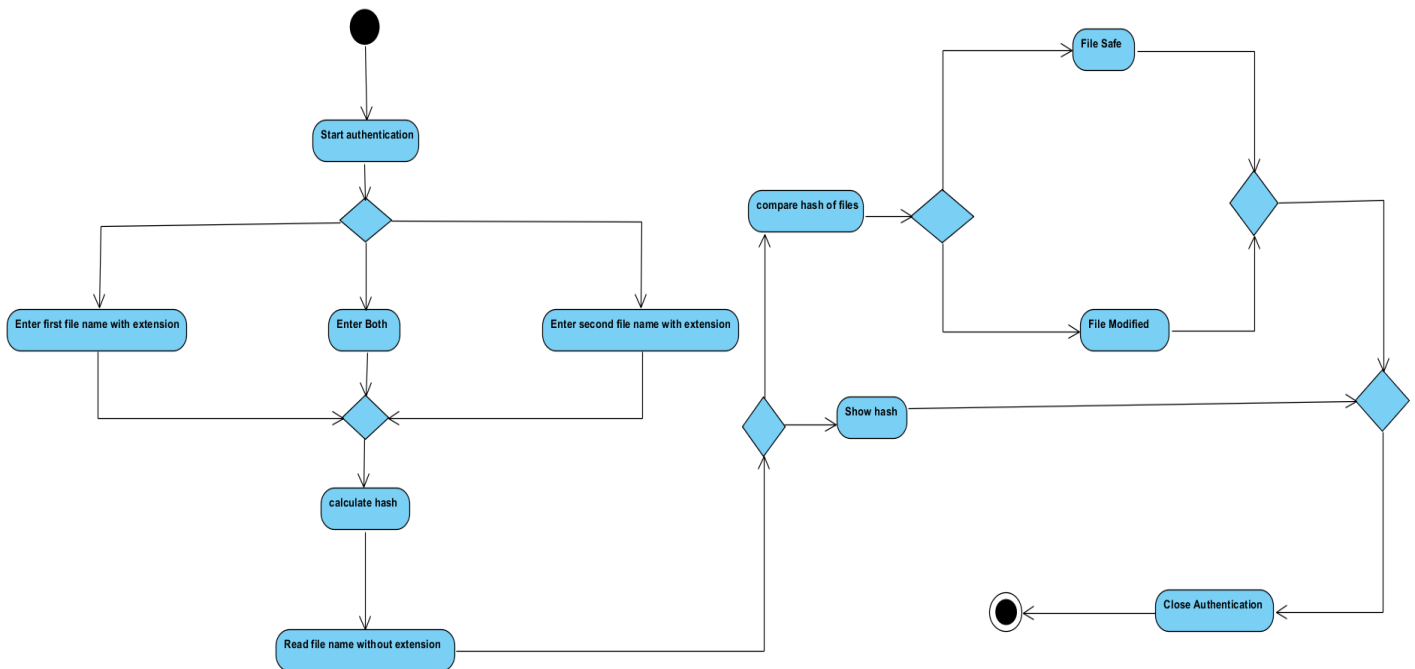 Start authentication
Enter first file name with extension
Enter Both
Enter second file name with extension
calculate hash
Read file name without extension
compare hash of files
Show hash
File Safe
File Modified
Close Authentication